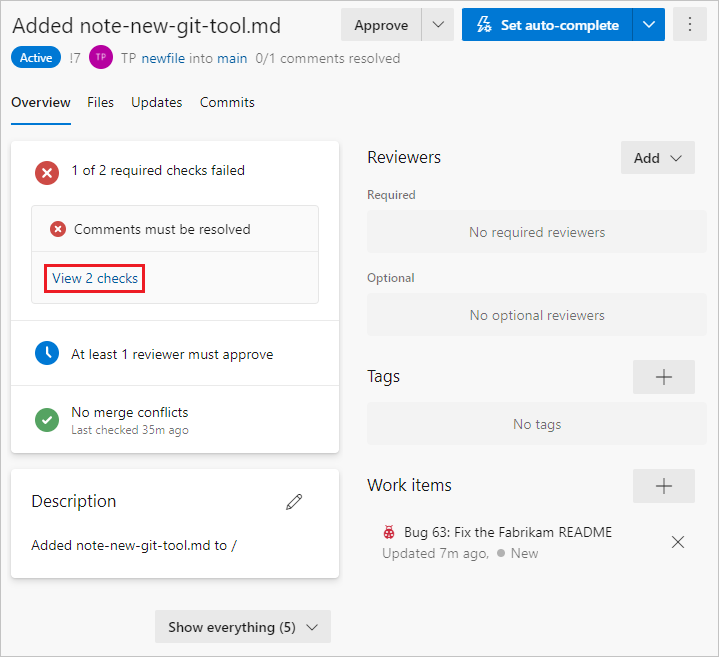 Added note-new-git-tool.md
Approve
Set auto-complete
Active !7 TP TP newfile into main 0/1 comments resolved
Overview Files Updates Commits
1 of 2 required checks failed
Comments must be resolved
View 2 checks
At least 1 reviewer must approve
No merge conflicts
Last checked 35m ago
Description
Added note-new-git-tool.md to /
Show everything (5)
Reviewers
Add
Required
No required reviewers
Optional
No optional reviewers
Tags
No tags
Work items
Bug 63: Fix the Fabrikam README
Updated 7m ago, New